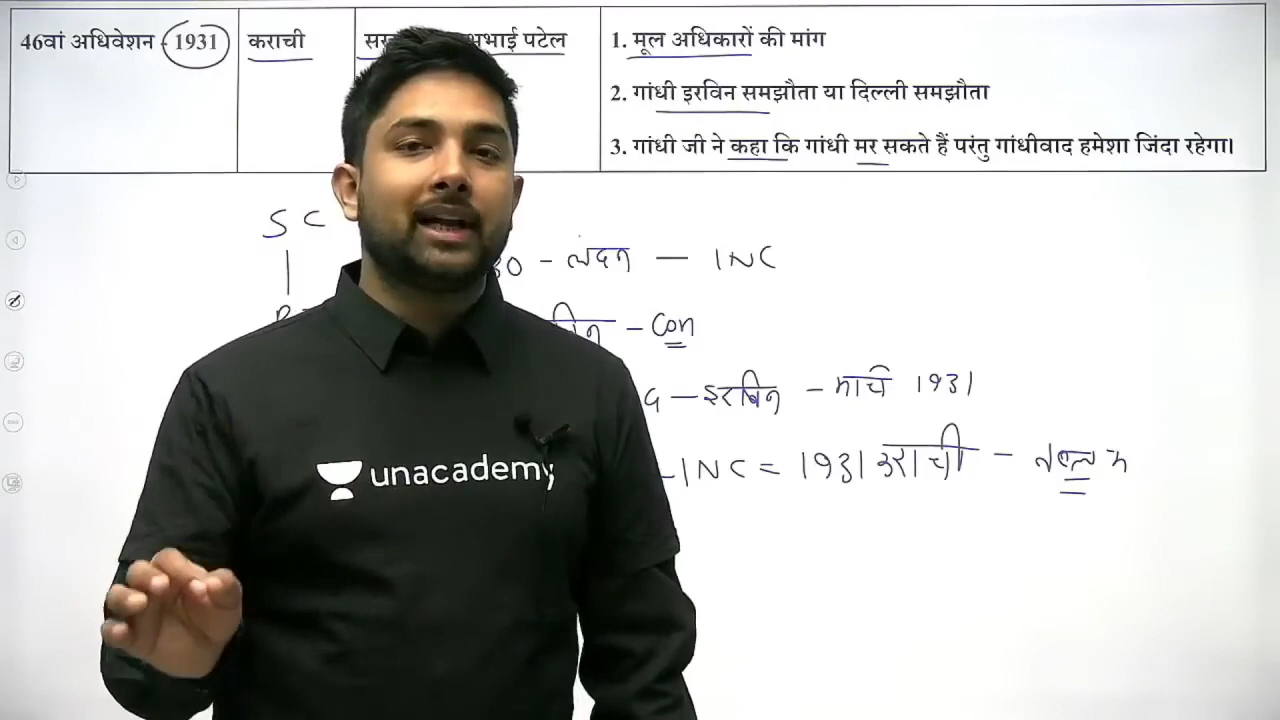 46वां अधिवेशन - 1931
कराची
भाई पटेल
1. मूल अधिकारों की मांग
2. गांधी इरविन समझौता या दिल्ली समझौता
3. गांधी जी ने कहा कि गांधी मर सकते हैं परंतु गांधीवाद हमेशा जिंदा रहेगा।
S C
30 - लंदन - INC
- Con
- इरविन - मार्च 1931
- INC = 1931 कराची -
unacademy